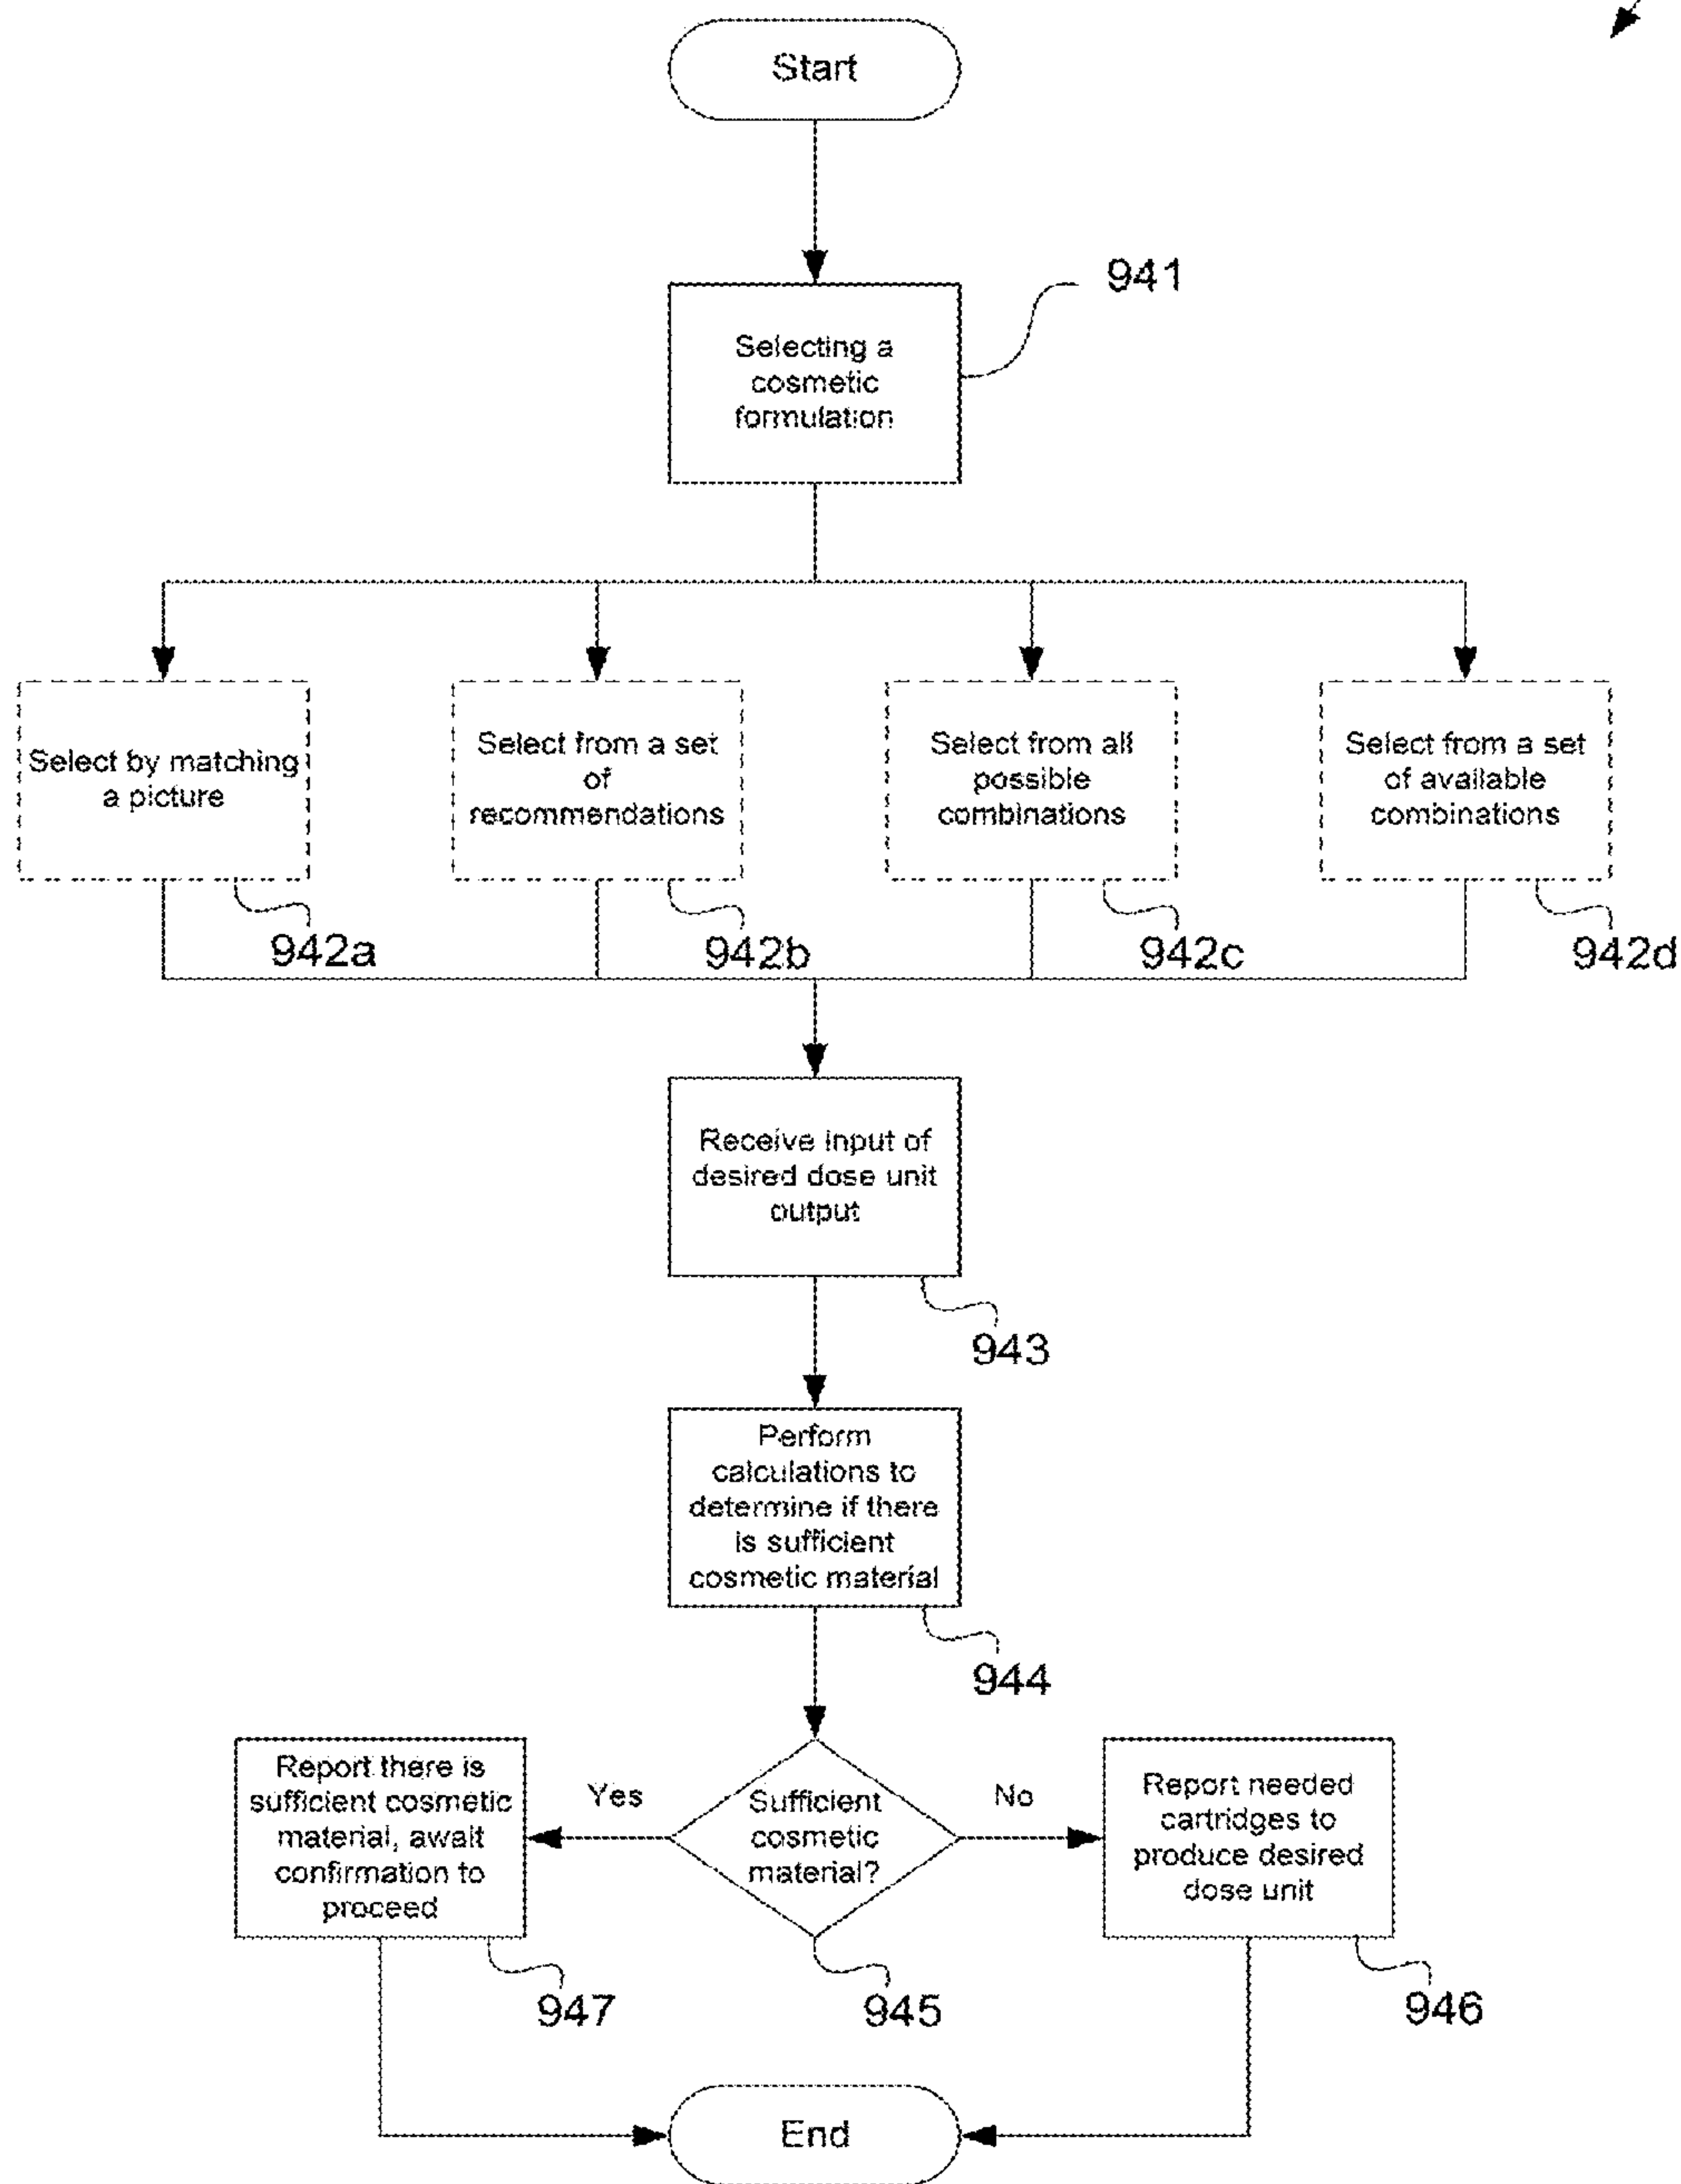 Start
941
Selecting a
cosmetic
formulation
Select by matching
a picture
942a
Select from a set
of
recommendations
942b
Select from all
possible
combinations
942c
Select from a set
of available
combinations
942d
Receive input of
desired dose unit
output
943
Perform
calculations to
determine if there
is sufficient
cosmetic material
944
Report there is
sufficient cosmetic
material, await
confirmation to
proceed
947
Yes
Sufficient
cosmetic
material?
945
No
Report needed
cartridges to
produce desired
dose unit
946
End